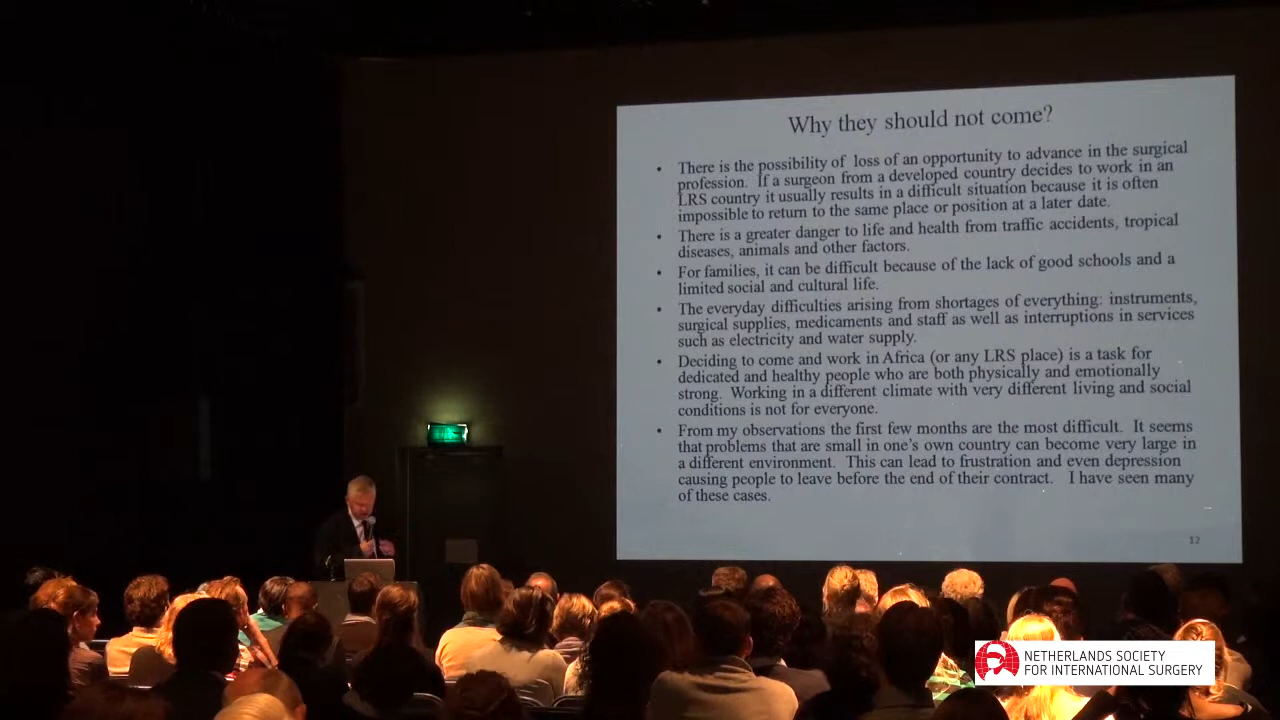 Why they should not come?
• There is the possibility of loss of an opportunity to advance in the surgical
profession. If a surgeon from a developed country decides to work in an
LRS country it usually results in a difficult situation because it is often
impossible to return to the same place or position at a later date.
• There is a greater danger to life and health from traffic accidents, tropical
diseases, animals and other factors.
• For families, it can be difficult because of the lack of good schools and a
limited social and cultural life.
• The everyday difficulties arising from shortages of everything: instruments,
surgical supplies, medicaments and staff as well as interruptions in services
such as electricity and water supply.
• Deciding to come and work in Africa (or any LRS place) is a task for
dedicated and healthy people who are both physically and emotionally
strong. Working in a different climate with very different living and social
conditions is not for everyone.
• From my observations the first few months are the most difficult. It seems
that problems that are small in one's own country can become very large in
a different environment. This can lead to frustration and even depression
causing people to leave before the end of their contract. I have seen many
of these cases.
12
NETHERLANDS SOCIETY
FOR INTERNATIONAL SURGERY